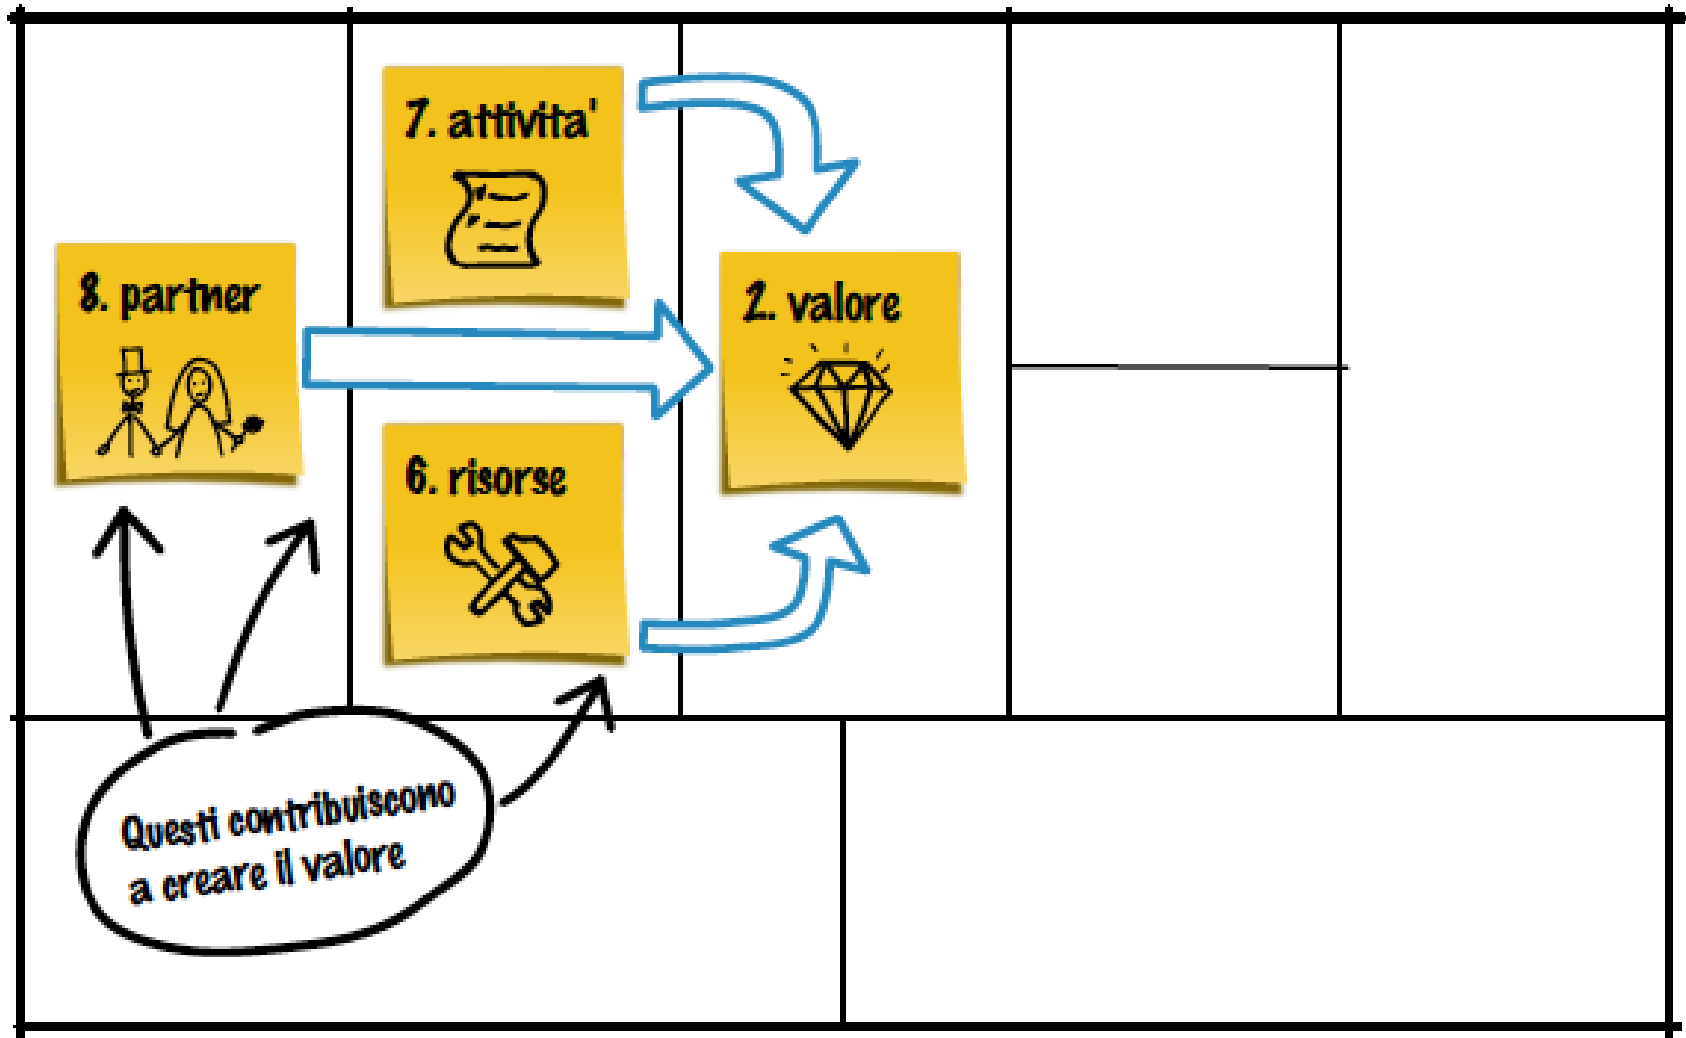 7. attivita'
8. partner
2. valore
6. risorse
Questi contribuiscono
a creare il valore